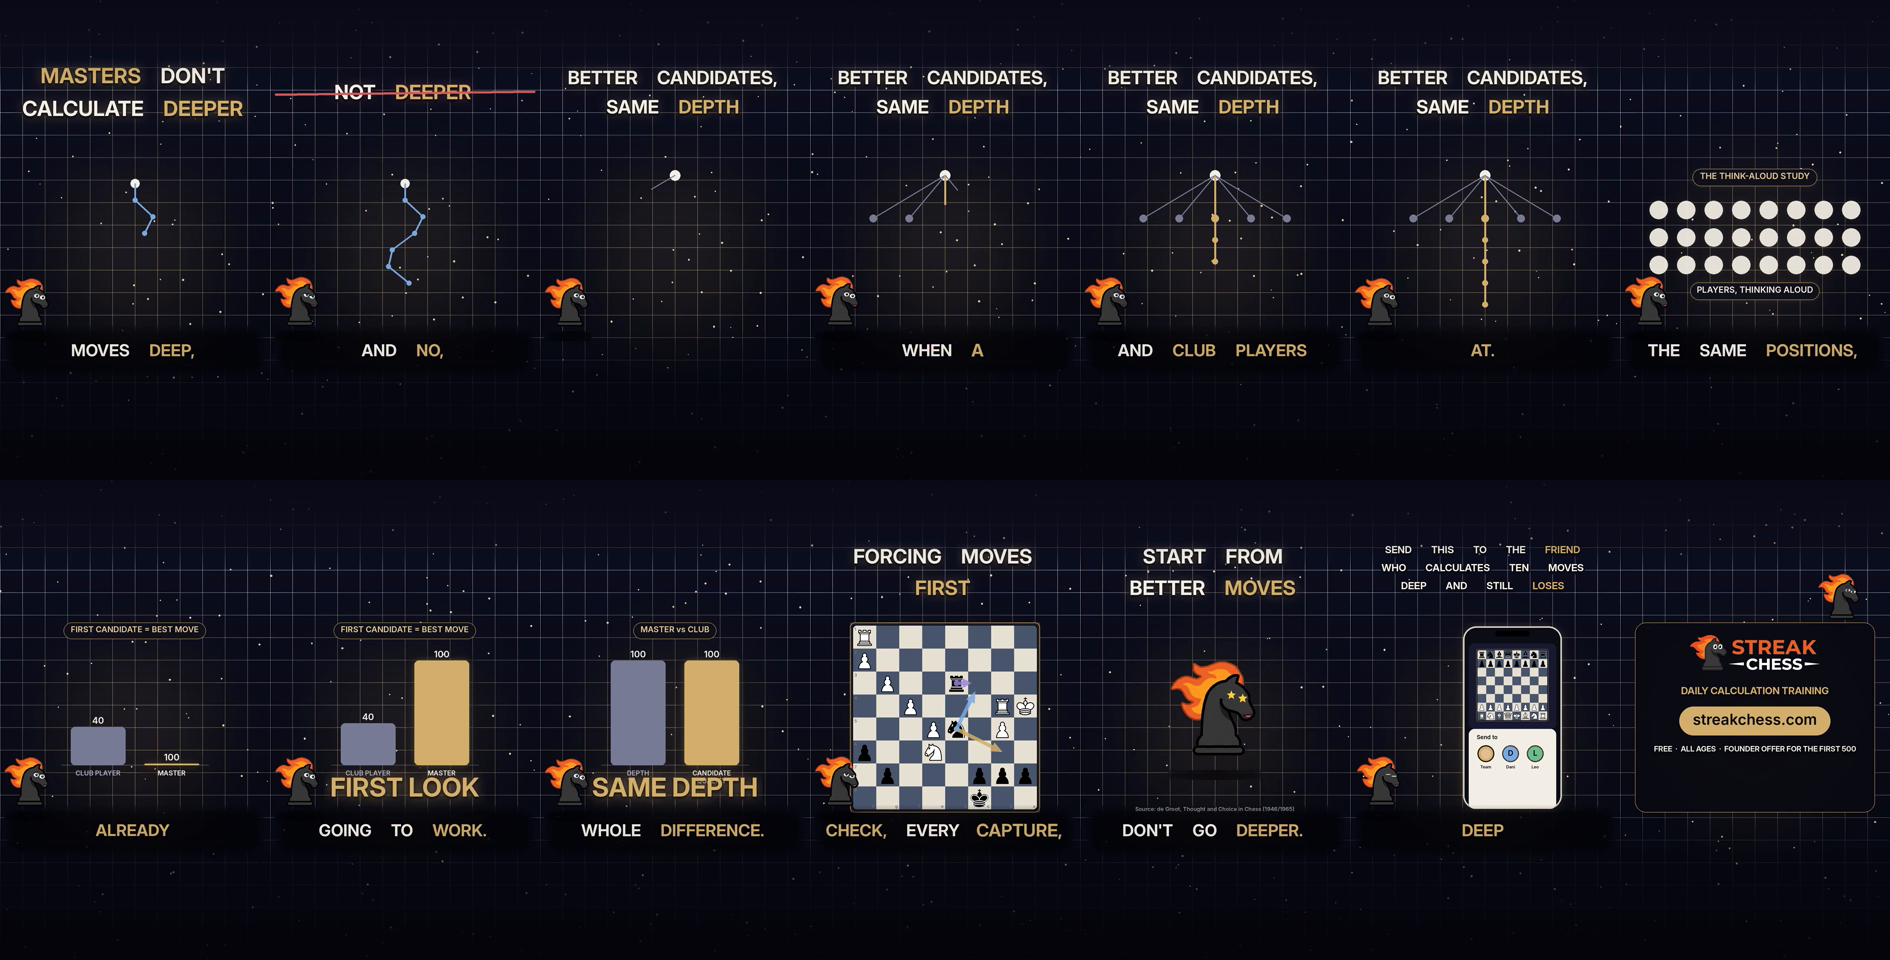 MASTERS DON'T
CALCULATE DEEPER
MOVES DEEP,
NOT DEEPER
AND NO,
BETTER CANDIDATES,
SAME DEPTH
BETTER CANDIDATES,
SAME DEPTH
WHEN A
BETTER CANDIDATES,
SAME DEPTH
AND CLUB PLAYERS
BETTER CANDIDATES,
SAME DEPTH
AT.
THE THINK-ALOUD STUDY
PLAYERS, THINKING ALOUD
THE SAME POSITIONS,
FIRST CANDIDATE = BEST MOVE
40
100
CLUB PLAYER
MASTER
ALREADY
FIRST CANDIDATE = BEST MOVE
100
40
CLUB PLAYER
MASTER
FIRST LOOK
GOING TO WORK.
MASTER vs CLUB
100
100
DEPTH
CANDIDATE
SAME DEPTH
WHOLE DIFFERENCE.
FORCING MOVES
FIRST
CHECK, EVERY CAPTURE,
START FROM
BETTER MOVES
Source: de Groot, Thought and Choice in Chess (1946/1965)
DON'T GO DEEPER.
SEND THIS TO THE FRIEND
WHO CALCULATES TEN MOVES
DEEP AND STILL LOSES
Send to
D
L
Team
Dani
Leo
DEEP
STREAK
CHESS
DAILY CALCULATION TRAINING
streakchess.com
FREE · ALL AGES · FOUNDER OFFER FOR THE FIRST 500